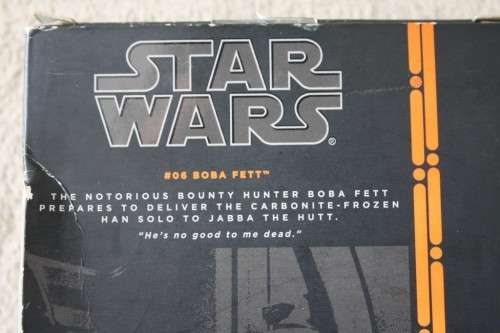 STAR
WARS®
#06 BOBA FETT™
THE NOTORIOUS BOUNTY HUNTER BOBA FETT
PREPARES TO DELIVER THE CARBONITE-FROZEN
HAN SOLO TO JABBA THE HUTT.
"He's no good to me dead."